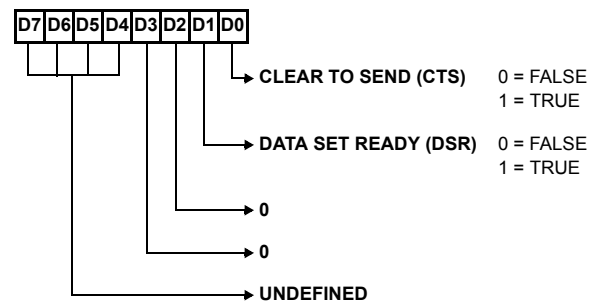 D7 D6 D5 D4 D3 D2 D1 D0
CLEAR TO SEND (CTS) 0 = FALSE
1 = TRUE
DATA SET READY (DSR) 0 = FALSE
1 = TRUE
0
0
UNDEFINED